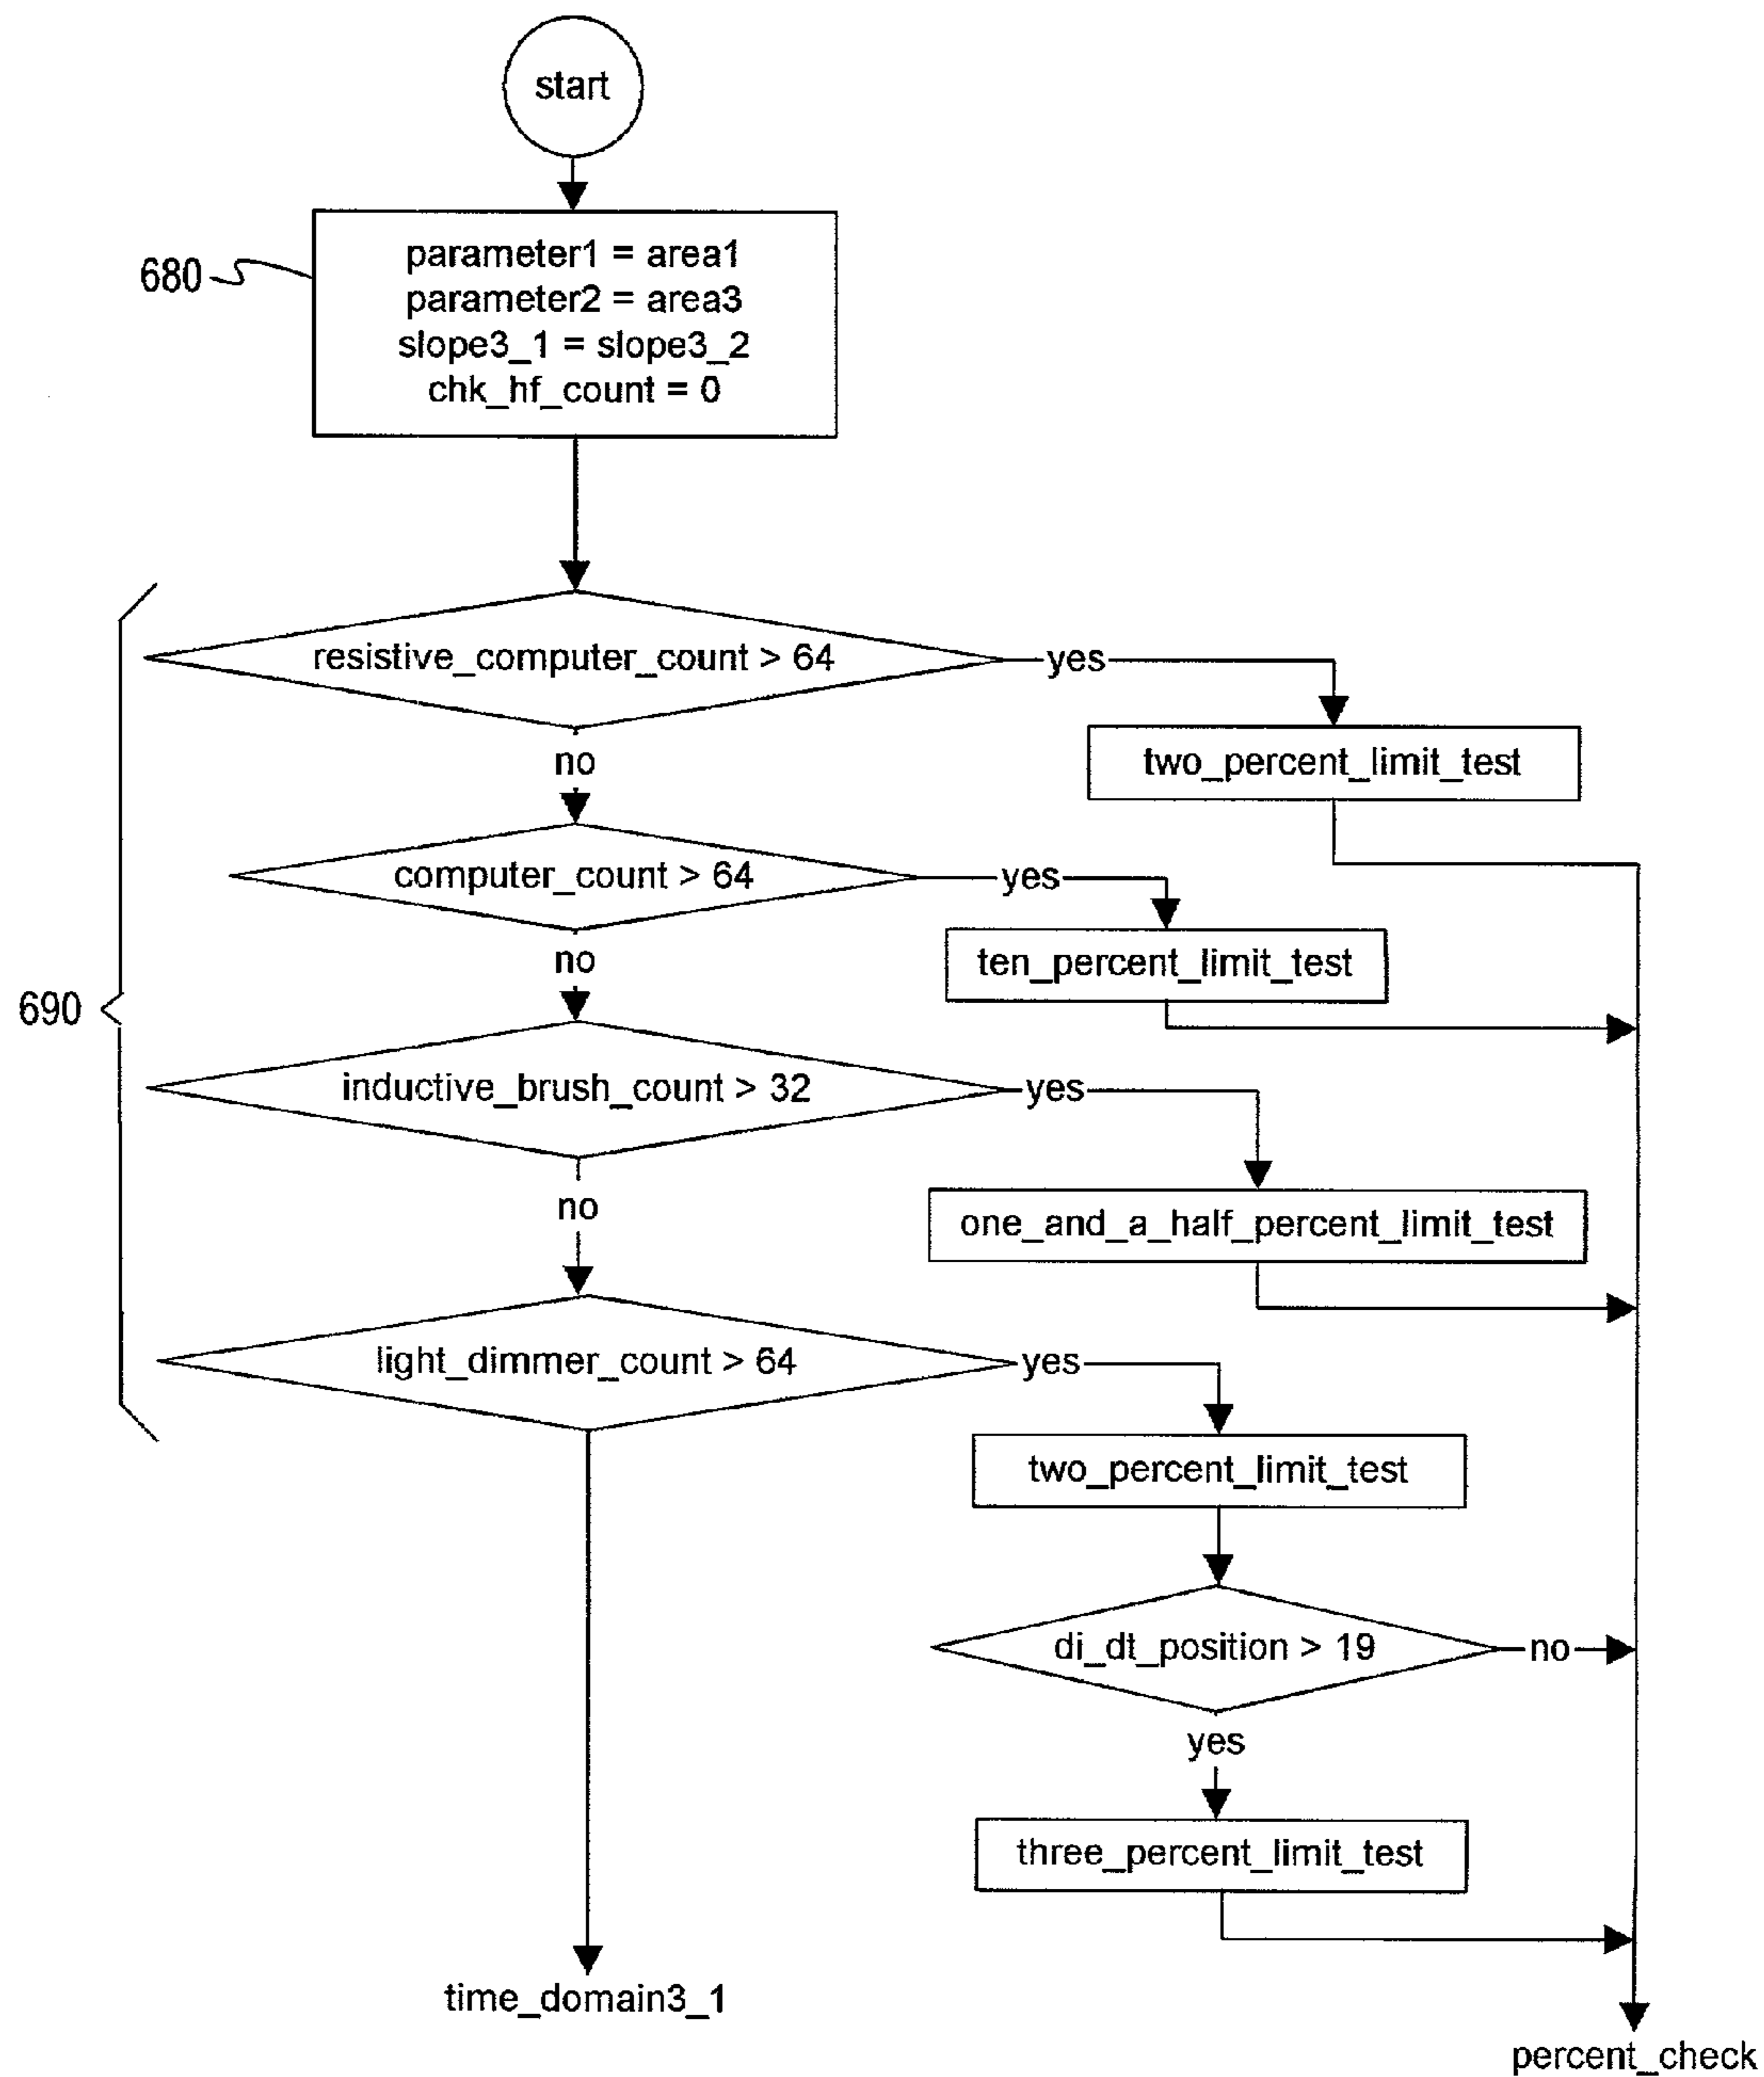 start
680
parameter1 = area1
parameter2 = area3
slope3_1 = slope3_2
chk_hf_count = 0
resistive_computer_count > 64
yes
two_percent_limit_test
no
computer_count > 64
yes
ten_percent_limit_test
no
690
inductive_brush_count > 32
yes
one_and_a_half_percent_limit_test
no
light_dimmer_count > 64
yes
two_percent_limit_test
di_dt_position > 19
no
yes
three_percent_limit_test
time_domain3_1
percent_check